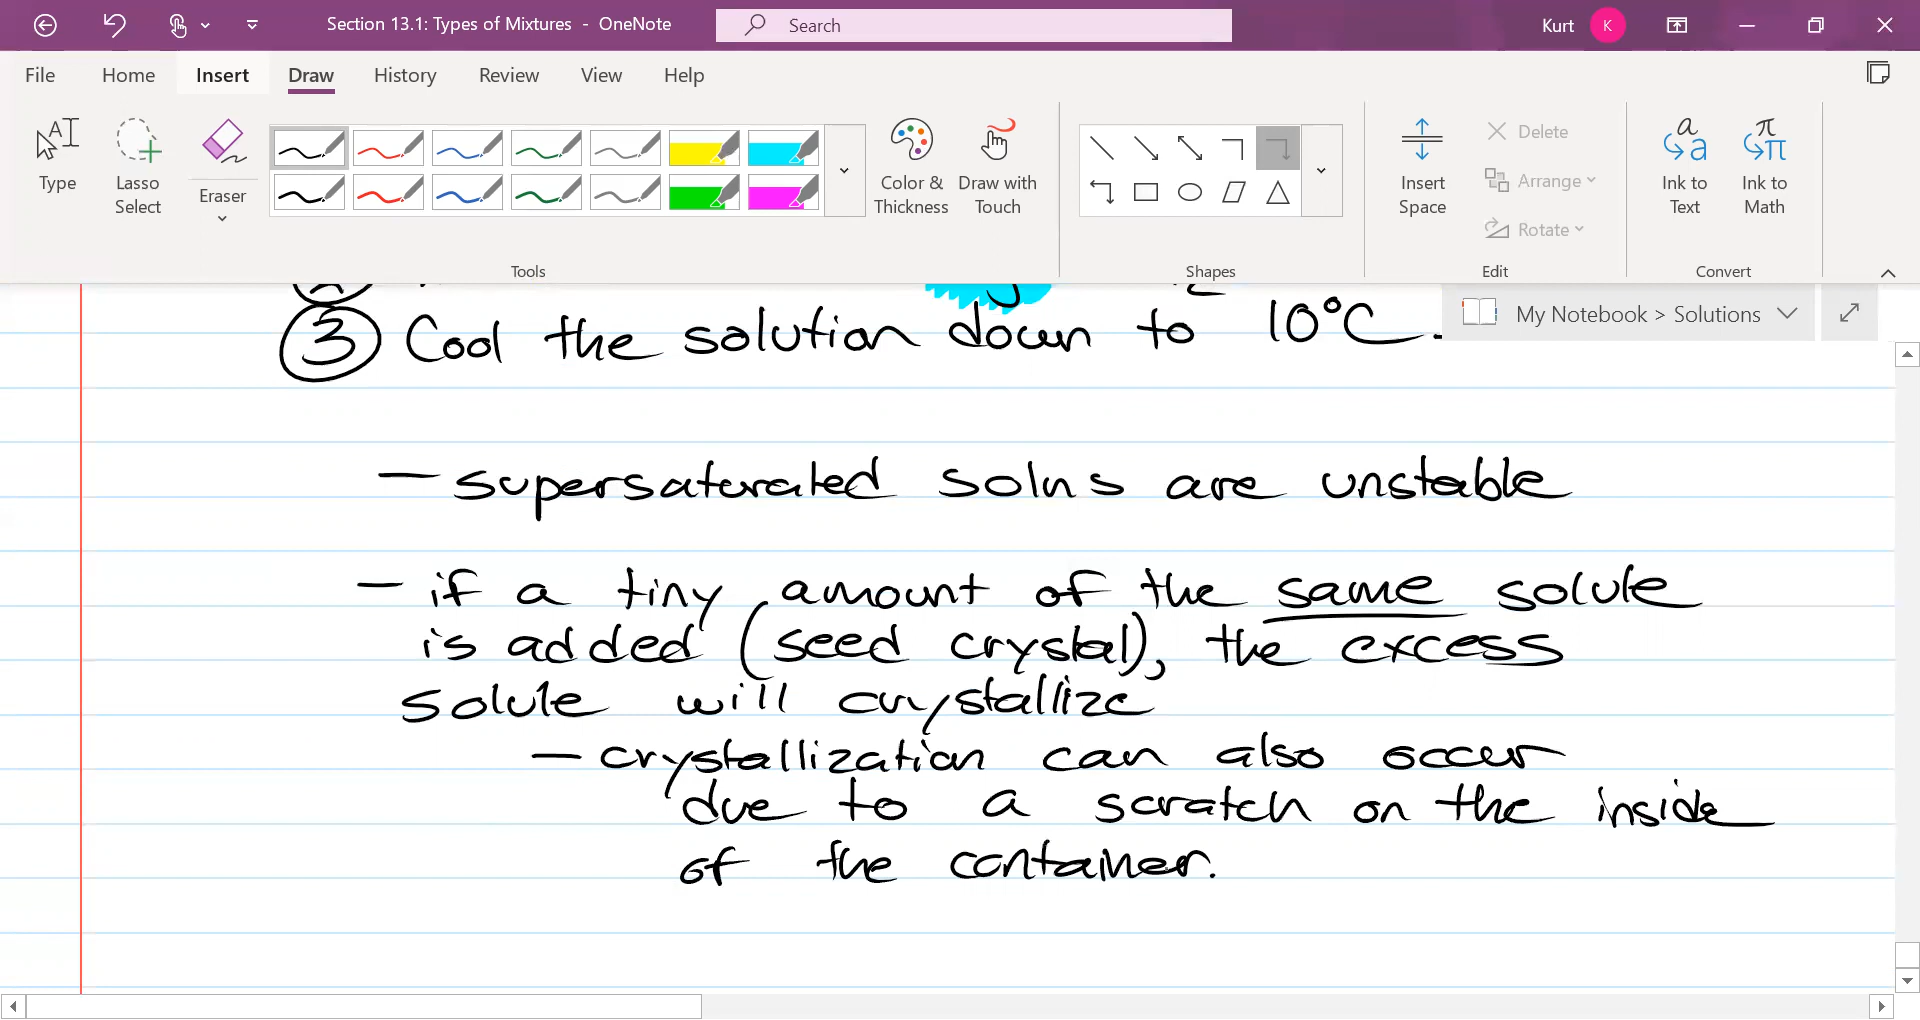 Section 13.1: Types of Mixtures - OneNote
Search
Kurt
K
File Home Insert Draw History Review View Help
Type
Lasso
Select
Eraser
Color &
Thickness
Draw with
Touch
Insert
Space
Delete
Arrange
Rotate
Ink to
Text
Ink to
Math
Tools
Shapes
Edit
Convert
My Notebook > Solutions
③ Cool the solution down to 10°C.
— supersaturated solns are unstable
— if a tiny amount of the same solute
is added (seed crystal), the excess
solute will crystallize
— crystallization can also occur
due to a scratch on the inside
of the container.